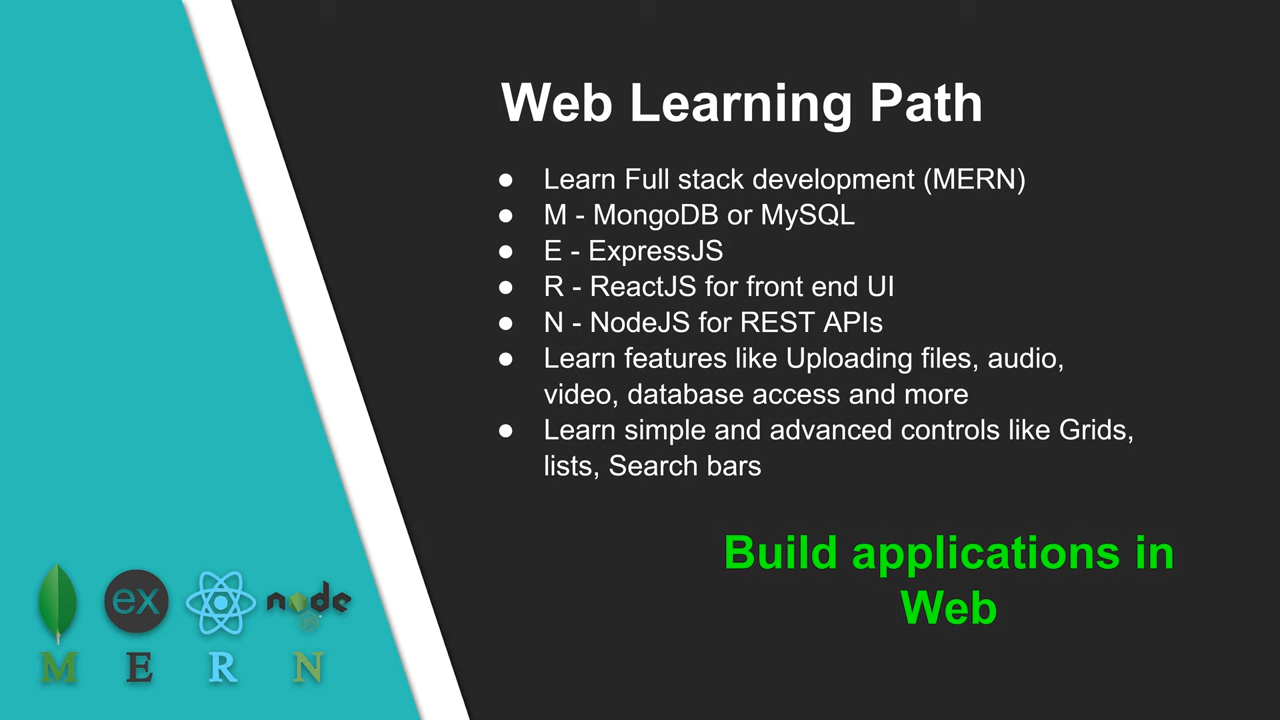 Web Learning Path
● Learn Full stack development (MERN)
● M - MongoDB or MySQL
● E - ExpressJS
● R - ReactJS for front end UI
● N - NodeJS for REST APIs
● Learn features like Uploading files, audio,
video, database access and more
● Learn simple and advanced controls like Grids,
lists, Search bars
Build applications in
Web
ex node
M E R N